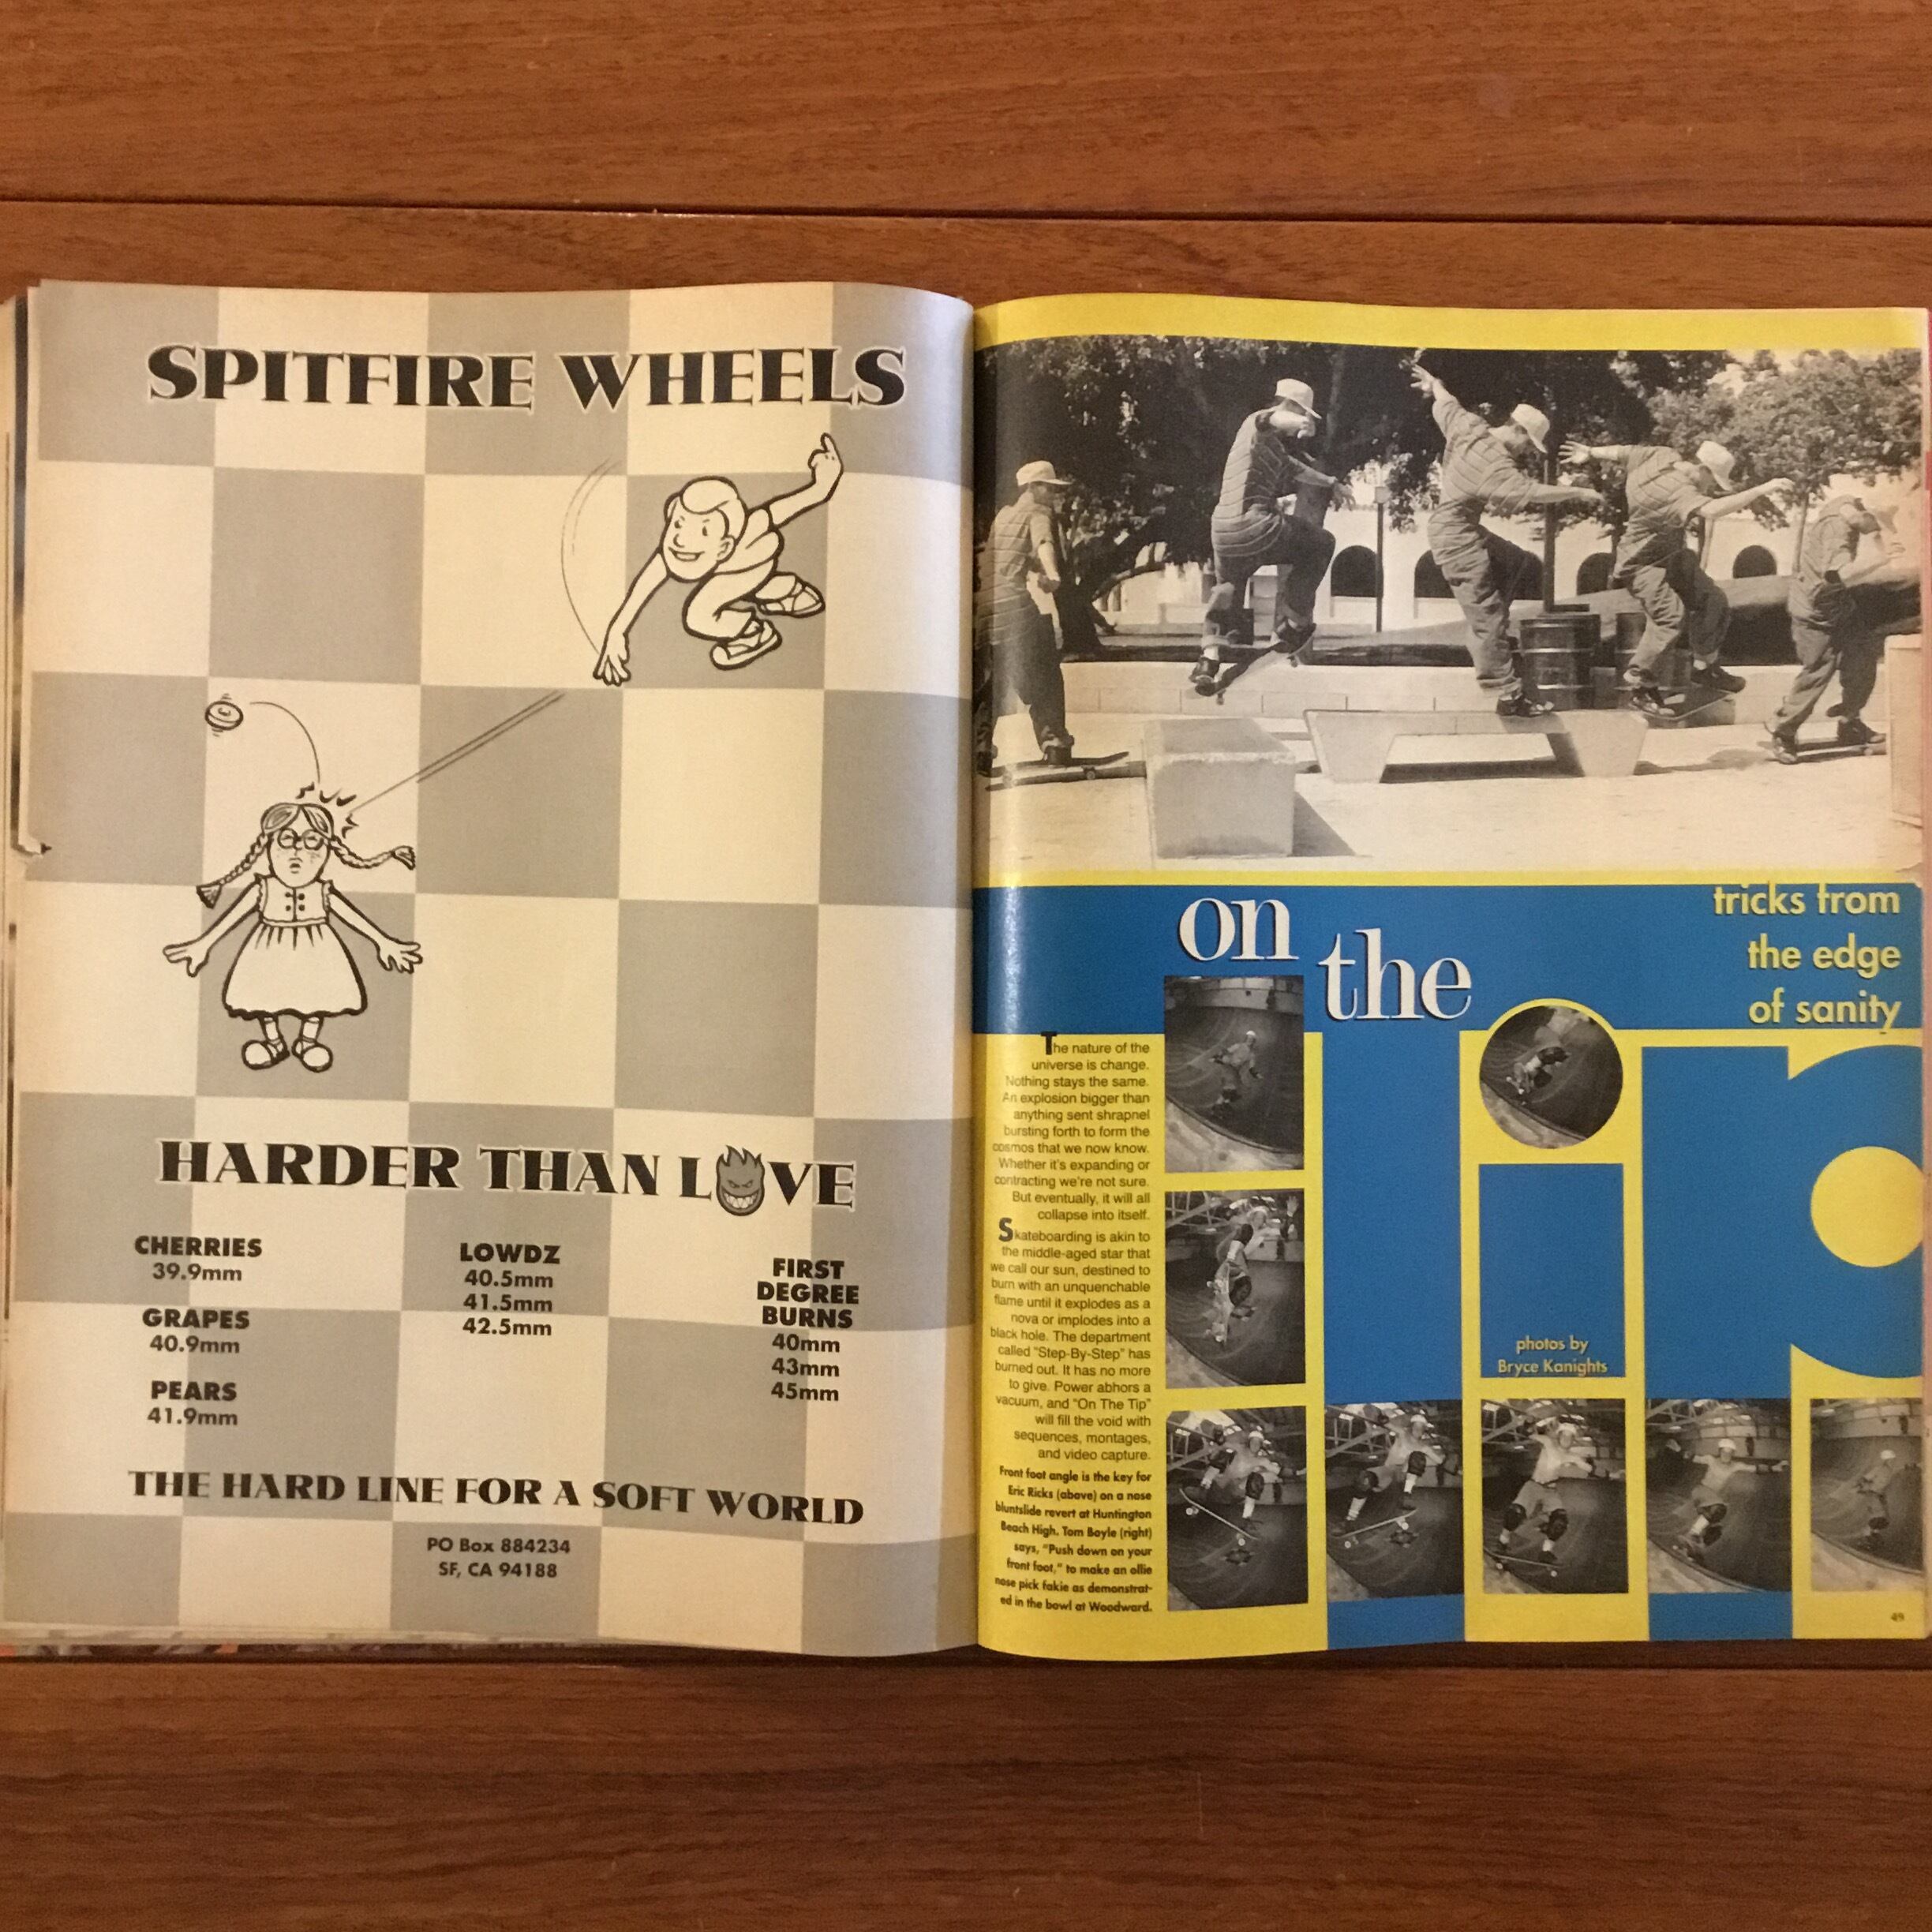 SPITFIRE WHEELS
HARDER THAN LOVE
CHERRIES
39.9mm
GRAPES
40.9mm
PEARS
41.9mm
LOWDZ
40.5mm
41.5mm
42.5mm
FIRST
DEGREE
BURNS
40mm
43mm
45mm
THE HARD LINE FOR A SOFT WORLD
PO Box 884234
SF, CA 94188
on
the
tip
tricks from
the edge
of sanity
The nature of the
universe is change.
Nothing stays the same.
An explosion bigger than
anything sent shrapnel
bursting forth to form the
cosmos that we now know.
Whether it's expanding or
contracting we're not sure.
But eventually, it will all
collapse into itself.
Skateboarding is akin to
the middle-aged star that
we call our sun, destined to
burn with an unquenchable
flame until it explodes as a
nova or implodes into a
black hole. The department
called "Step-By-Step" has
burned out. It has no more
to give. Power abhors a
vacuum, and "On The Tip"
will fill the void with
sequences, montages,
and video capture.
Front foot angle is the key for
Eric Ricks (above) on a nose
bluntslide revert at Huntington
Beach High. Tom Boyle (right)
says, "Push down on your
front foot," to make an ollie
nose pick fakie as demonstrat-
ed in the bowl at Woodward.
photos by
Bryce Kanights
49